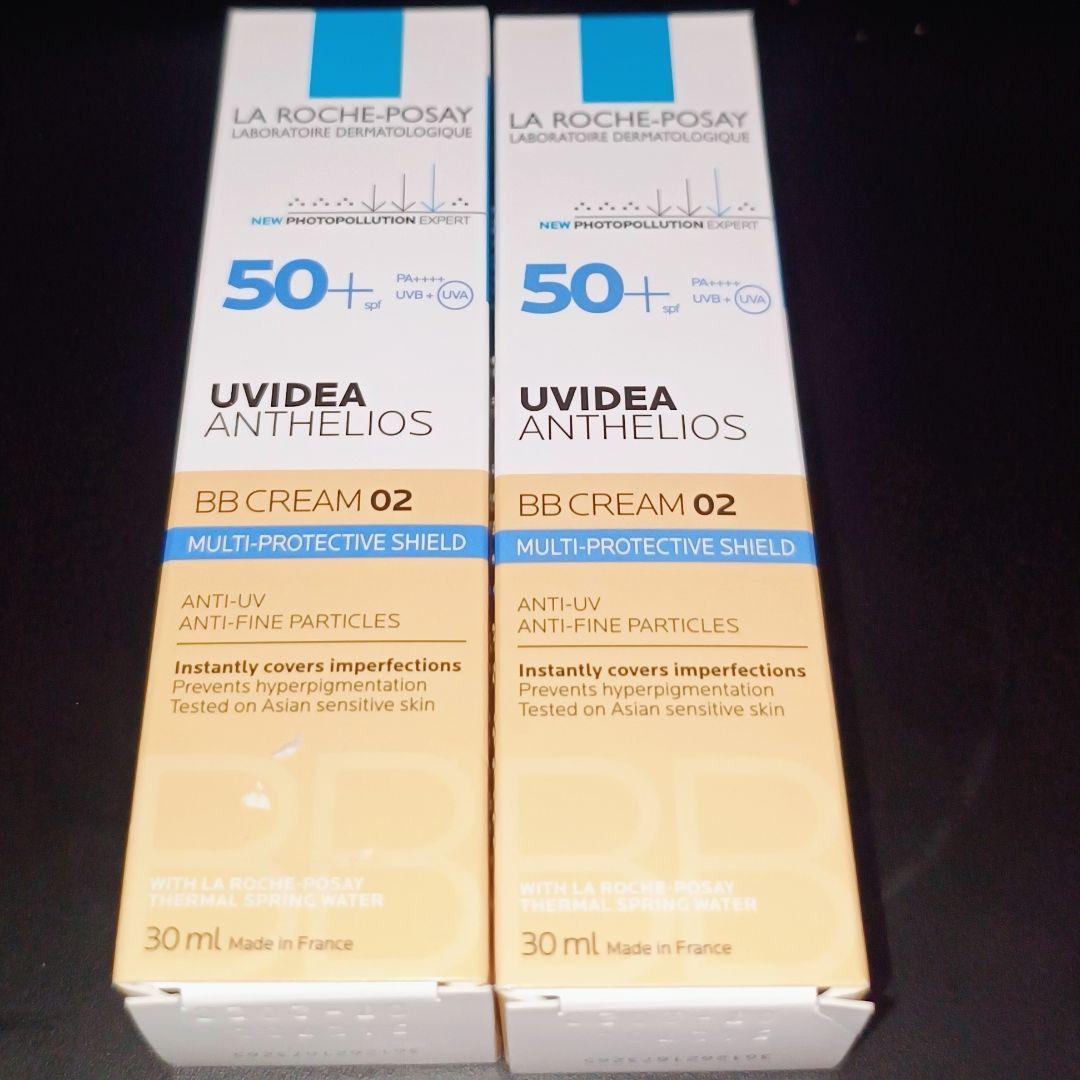 LA ROCHE-POSAY
LABORATOIRE DERMATOLOGIQUE
NEW PHOTOPOLLUTION EXPERT
50+ spf
PA++++
UVB + UVA
UVIDEA
ANTHELIOS
BB CREAM 02
MULTI-PROTECTIVE SHIELD
ANTI-UV
ANTI-FINE PARTICLES
Instantly covers imperfections
Prevents hyperpigmentation
Tested on Asian sensitive skin
BB
WITH LA ROCHE-POSAY
THERMAL SPRING WATER
30 ml Made in France
LA ROCHE-POSAY
LABORATOIRE DERMATOLOGIQUE
NEW PHOTOPOLLUTION EXPERT
50+ spf
PA++++
UVB + UVA
UVIDEA
ANTHELIOS
BB CREAM 02
MULTI-PROTECTIVE SHIELD
ANTI-UV
ANTI-FINE PARTICLES
Instantly covers imperfections
Prevents hyperpigmentation
Tested on Asian sensitive skin
BB
WITH LA ROCHE-POSAY
THERMAL SPRING WATER
30 ml Made in France